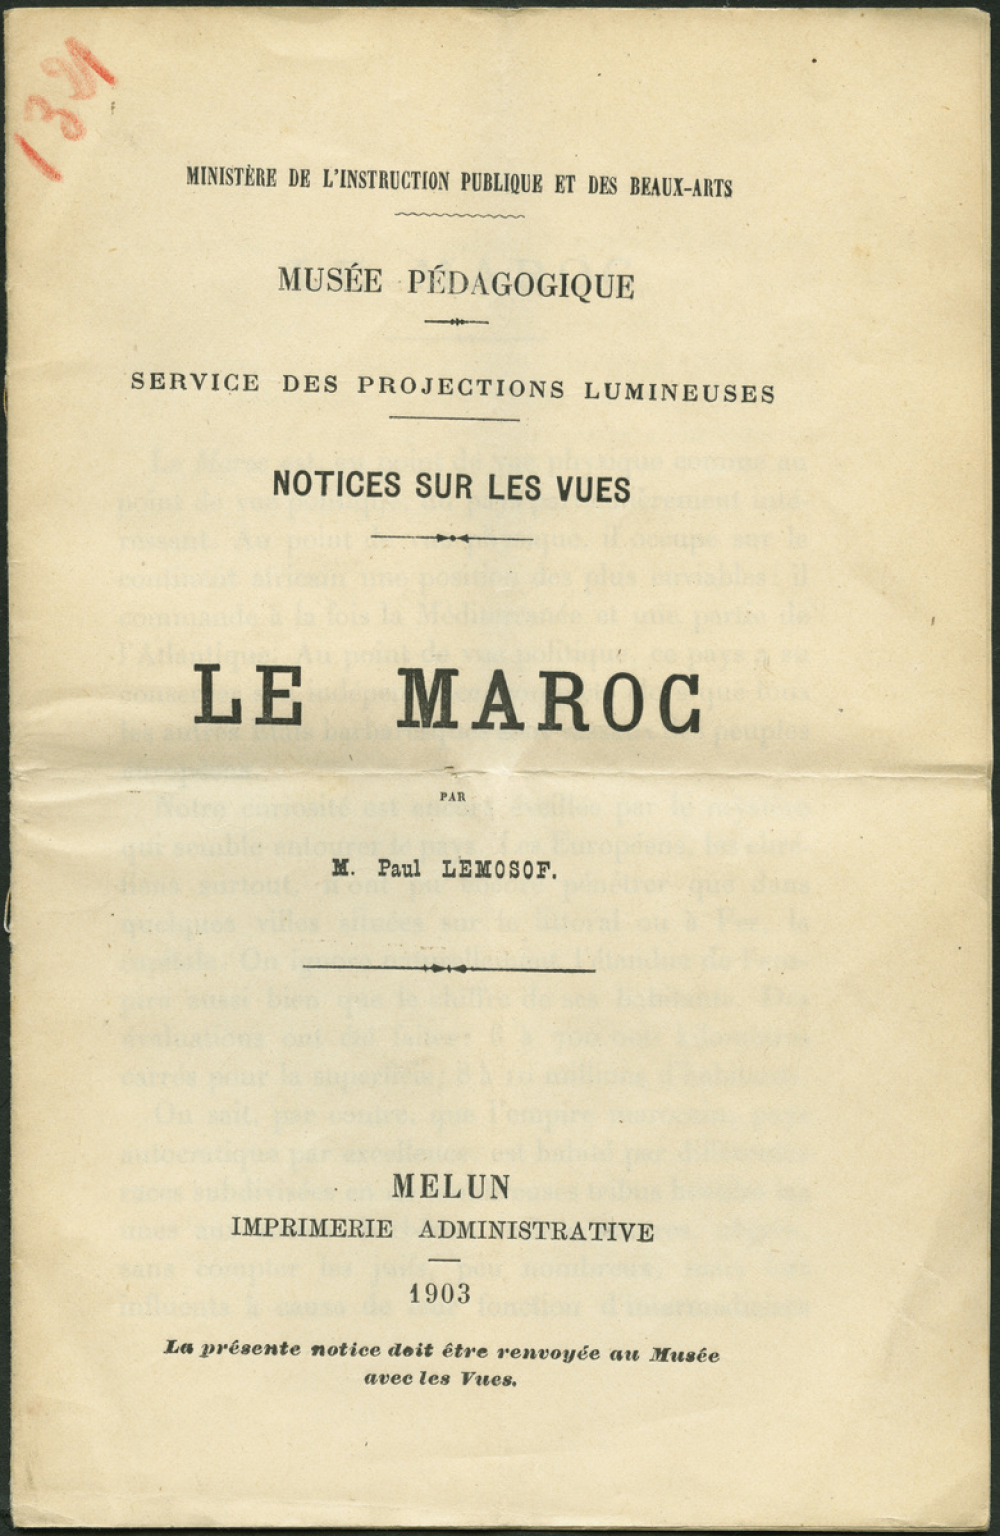 MINISTÈRE DE L'INSTRUCTION PUBLIQUE ET DES BEAUX-ARTS
MUSÉE PÉDAGOGIQUE
SERVICE DES PROJECTIONS LUMINEUSES
NOTICES SUR LES VUES
LE MAROC
PAR
M. Paul LEMOSOF.
MELUN
IMPRIMERIE ADMINISTRATIVE
1903
La présente notice doit être renvoyée au Musée
avec les Vues.